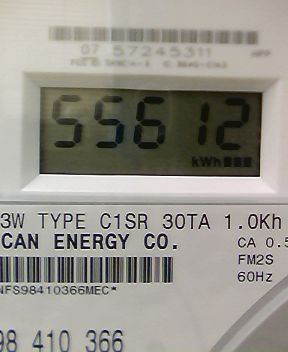 07 57245311
55612
kWh
3W TYPE C1SR 30TA 1.0Kh
CAN ENERGY CO.
CA 0.5
FM2S
60Hz
NFS98410366MEC*
98 410 366